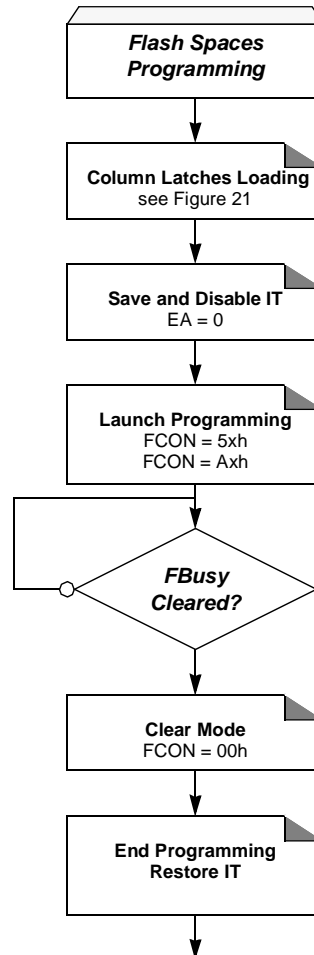 Flash Spaces
Programming
Column Latches Loading
see Figure 21
Save and Disable IT
EA = 0
Launch Programming
FCON = 5xh
FCON = Axh
FBusy
Cleared?
Clear Mode
FCON = 00h
End Programming
Restore IT